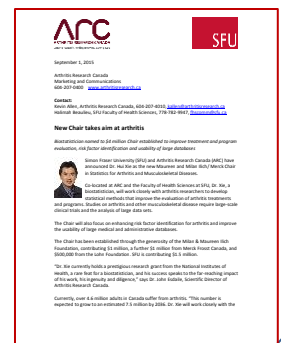 ARC
ARTHRITIS RESEARCH CANADA
SFU
September 1, 2015
Arthritis Research Canada
Marketing and Communications
604-207-0400 www.arthritisresearch.ca
Contact:
Kevin Allen, Arthritis Research Canada, 604-207-4010, kallen@arthritisresearch.ca
Beaulieu, SFU Faculty of Health Sciences, 778-782-9947,
New Chair takes aim at arthritis
Biostatistician named to $4 million Chair established to improve treatment and program
evaluation, risk factor identification and usability of large databases
Simon Fraser University (SFU) and Arthritis Research Canada (ARC) have
announced Dr. Hui Xie as the new Maureen and Milan Ilich/ Merck Chair
in Statistics for Arthritis and Musculoskeletal Diseases.
Co-located at ARC and the Faculty of Health Sciences at SFU, Dr. Xie, a
biostatistician, will work closely with arthritis researchers to develop
statistical methods that improve the evaluation of arthritis treatments
and programs. Studies on arthritis and other musculoskeletal disease require large-scale
clinical trials and the analysis of large data sets.
The Chair will also focus on enhancing risk factor identification for arthritis and improve
the usability of large medical and administrative databases.
The Chair has been established through the generosity of the Milan & Maureen Ilich
Foundation, contributing $1 million, a further $1 million from Merck Frosst Canada, and
$500,000 from the Lohn Foundation. SFU is contributing $1.5 million.
"Dr. Xie currently holds a prestigious research grant from the National Institutes of
Health, a rare feat for a biostatistician, and his success speaks to the far-reaching impact
of his work, his ingenuity and diligence," says Dr. John Esdaile, Scientific Director of
Arthritis Research Canada.
Currently, over 4.6 million adults in Canada suffer from arthritis. "This number is
expected to grow to an estimated 7.5 million by 2036. Dr. Xie will work closely with the